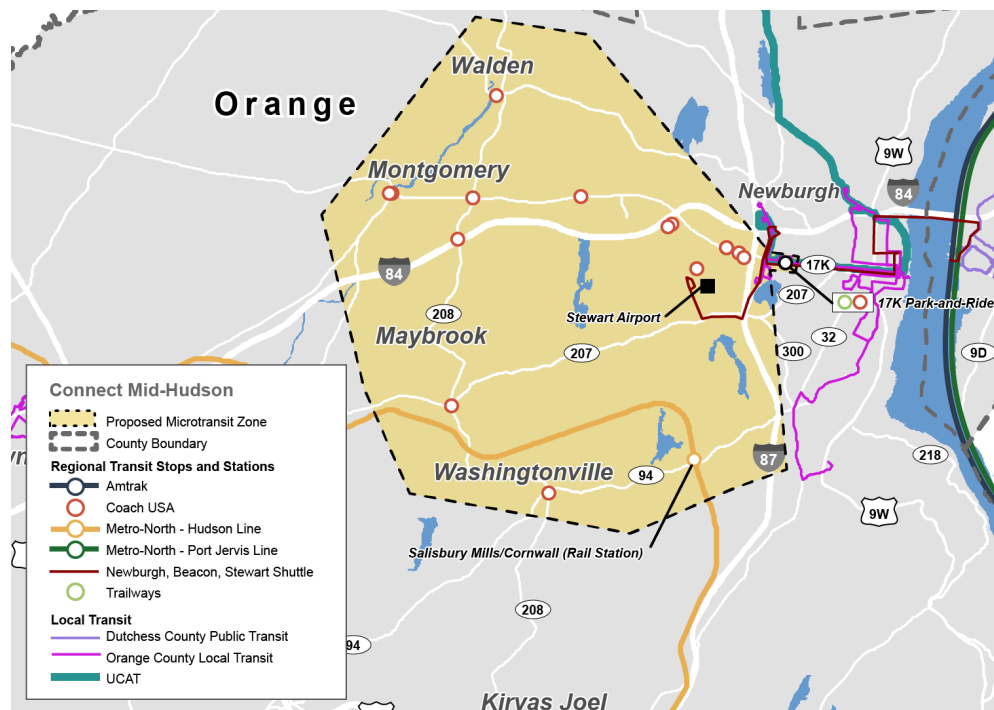 Walden
Orange
9W
Montgomery
84
Newburgh
17K
84
207
17K Park-and-Ride
Stewart Airport
208
Maybrook
32
300
207
9D
Connect Mid-Hudson
Proposed Microtransit Zone
County Boundary
Regional Transit Stops and Stations
Amtrak
Coach USA
Metro-North - Hudson Line
Metro-North - Port Jervis Line
Newburgh, Beacon, Stewart Shuttle
Trailways
Local Transit
Dutchess County Public Transit
Orange County Local Transit
UCAT
Washingtonville
94
87
218
9W
Salisbury Mills/Cornwall (Rail Station)
208
94
Kiryas Joel